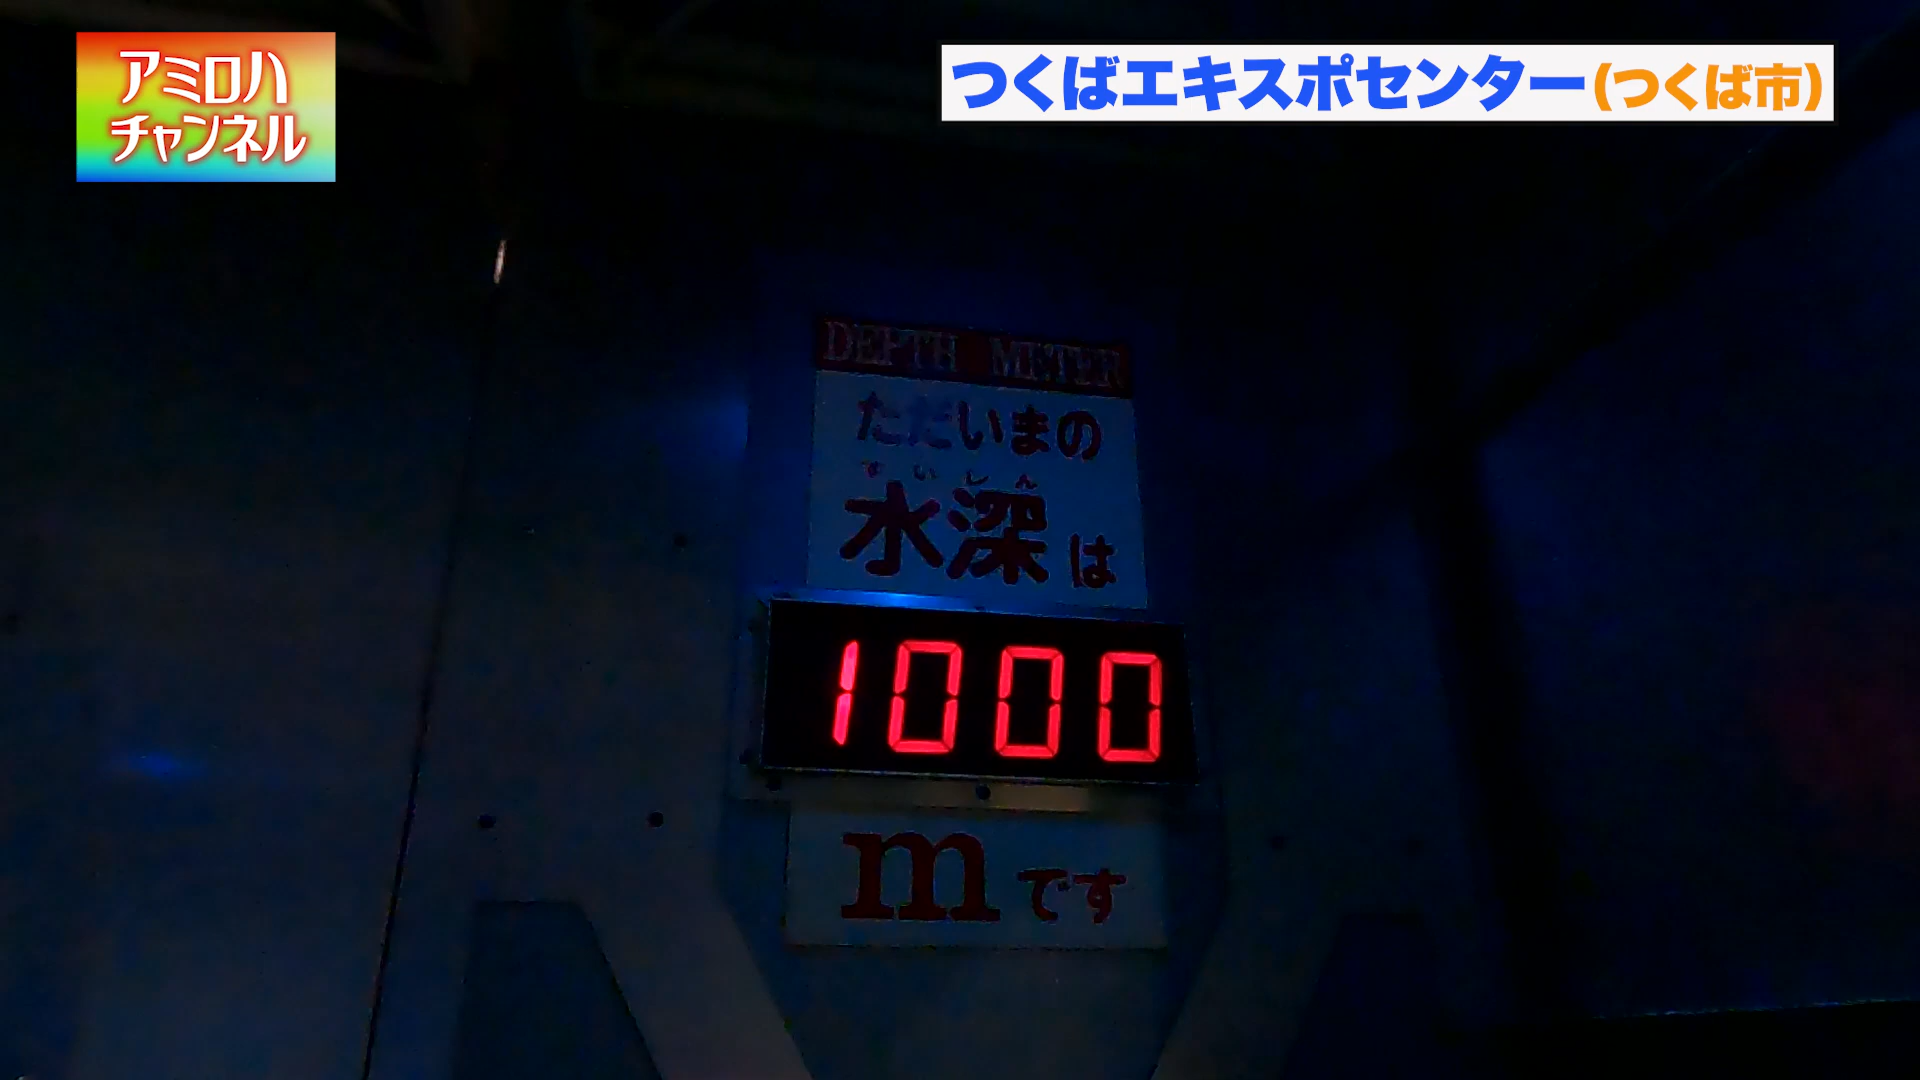 アミロハ
チャンネル
つくばエキスポセンター(つくば市)
DEPTH METER
ただいまの
すいしん
水深は
1000
mです